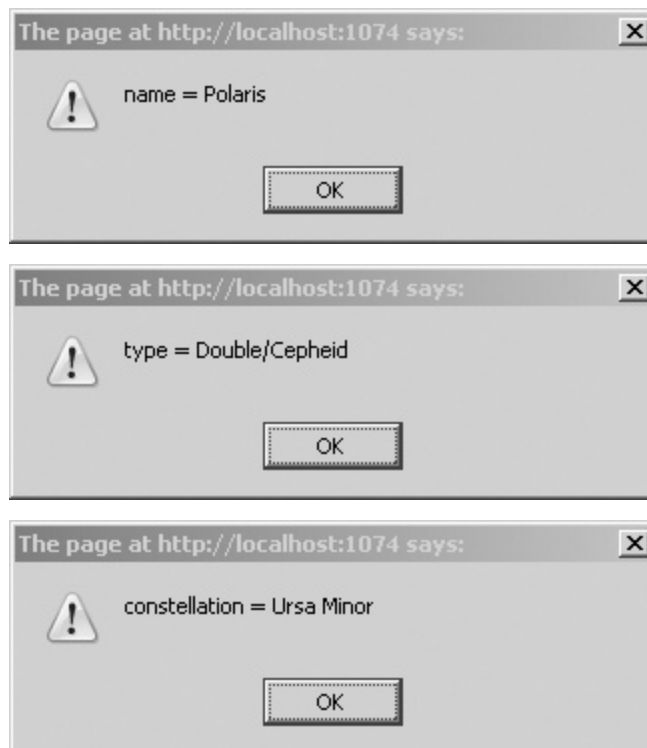 The page at http://localhost:1074 says:
name = Polaris
OK
The page at http://localhost:1074 says:
type = Double/Cepheid
OK
The page at http://localhost:1074 says:
constellation = Ursa Minor
OK